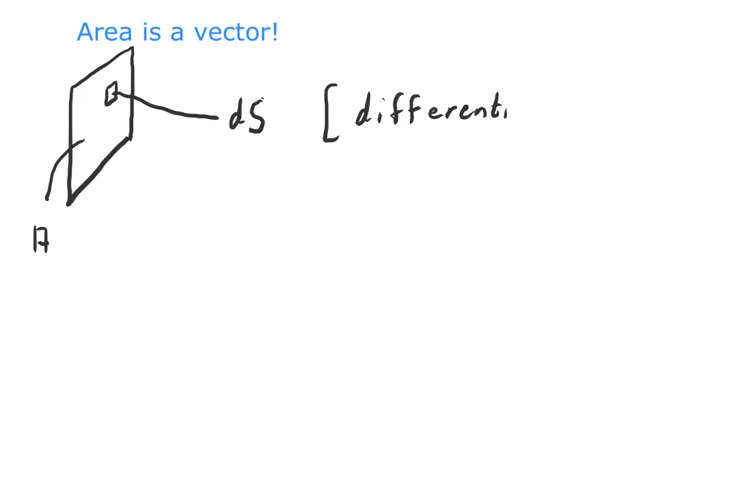 Area is a vector!
dS [ differenti
A